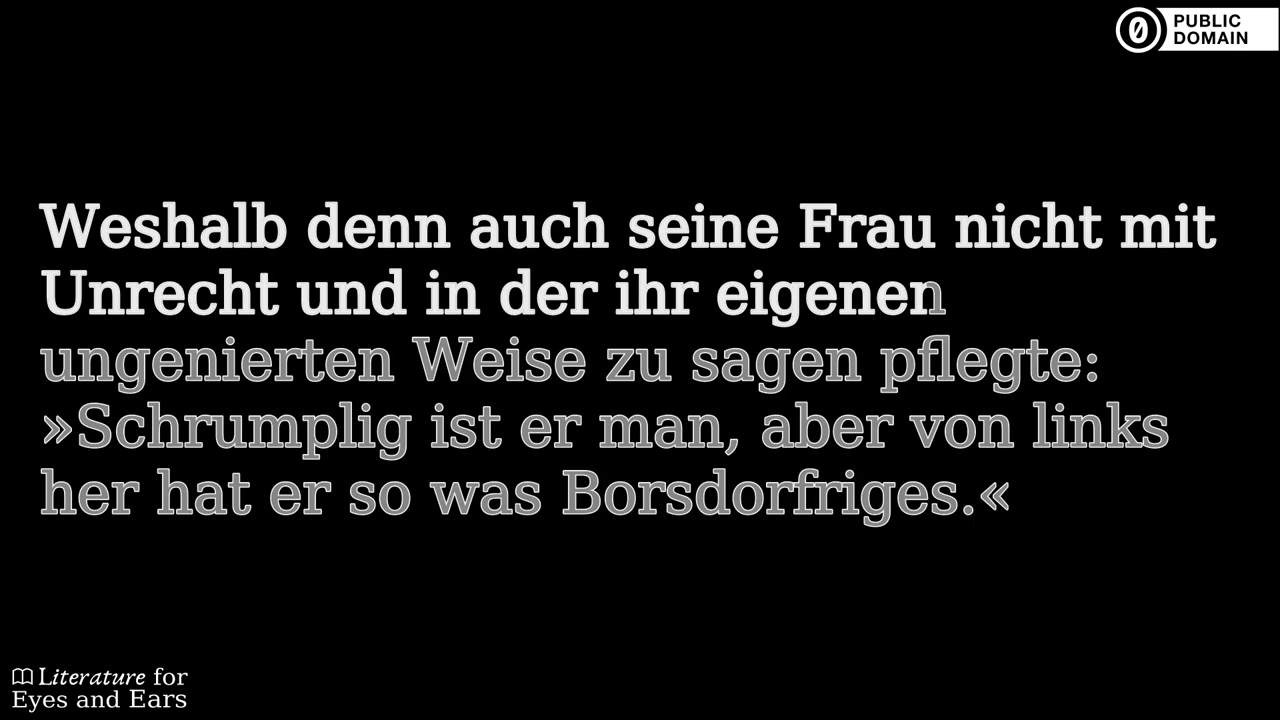 PUBLIC
DOMAIN
Weshalb denn auch seine Frau nicht mit
Unrecht und in der ihr eigenen
ungenierten Weise zu sagen pflegte:
»Schrumplig ist er man, aber von links
her hat er so was Borsdorfriges.«
Literature for
Eyes and Ears